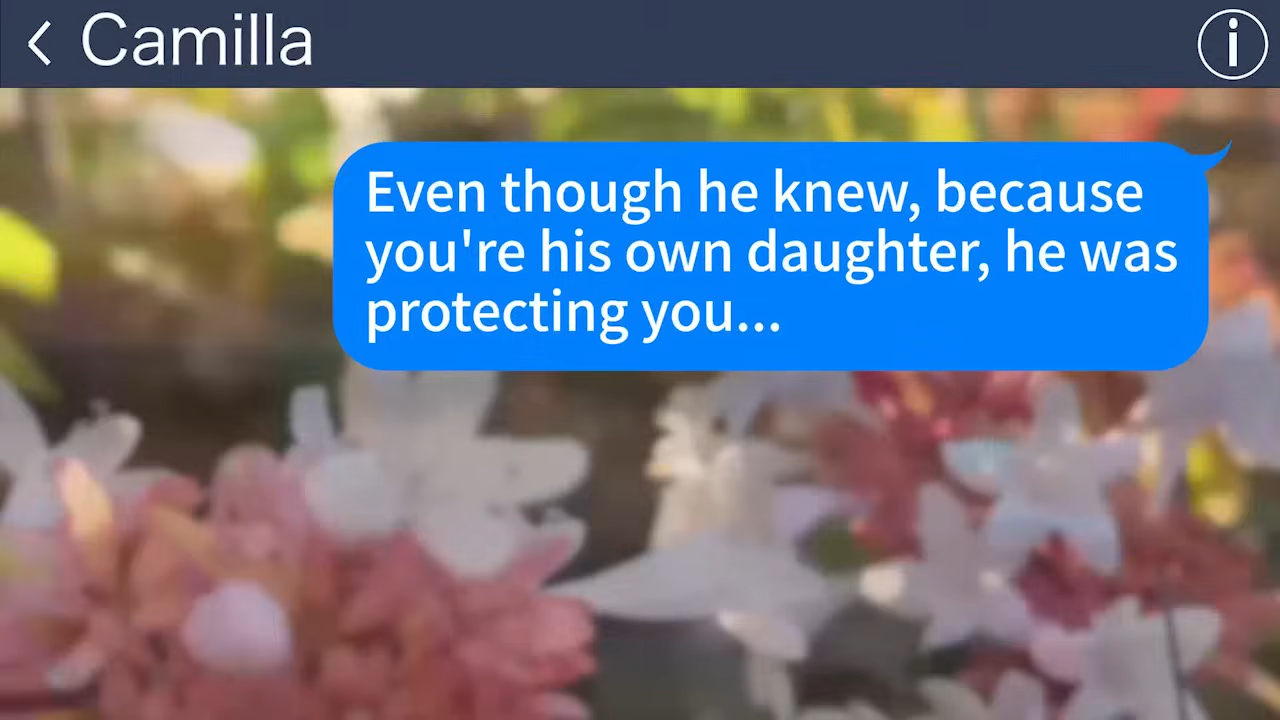 Camilla
Even though he knew, because
you're his own daughter, he was
protecting you...